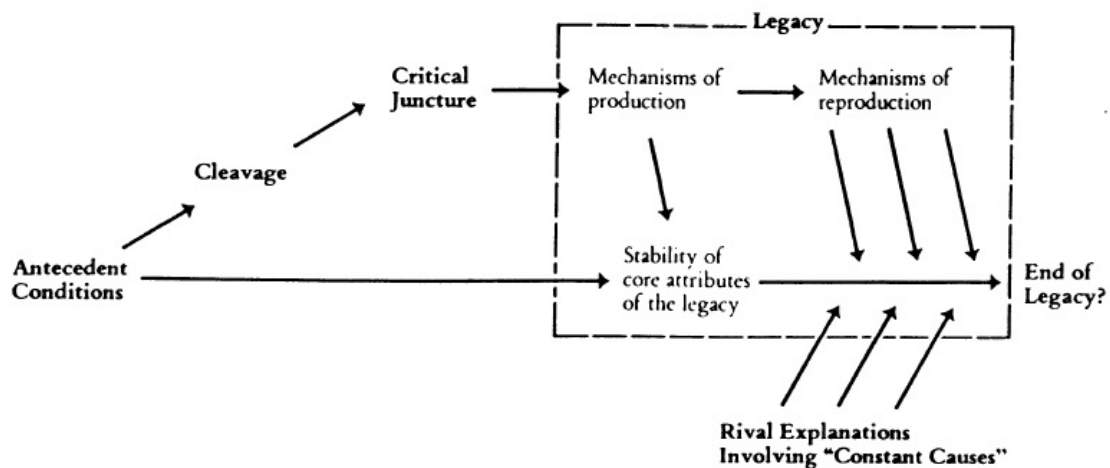 Legacy
Critical
Juncture
Mechanisms of
production
Mechanisms of
reproduction
Cleavage
Antecedent
Conditions
Stability of
core attributes
of the legacy
End of
Legacy?
Rival Explanations
Involving "Constant Causes"